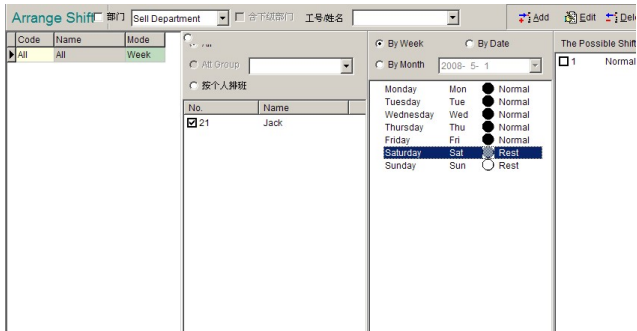 Arrange Shiff 部门 Sell Department 含下级部门 工号/姓名 Add Edit Dele
Code Name Mode
All All Week
Att Group
按个人排班
No. Name
21 Jack
By Week By Date
By Month 2008- 5- 1
Monday Mon Normal
Tuesday Tue Normal
Wednesday Wed Normal
Thursday Thu Normal
Friday Fri Normal
Saturday Sat Rest
Sunday Sun Rest
The Possible Shift
1 Normal